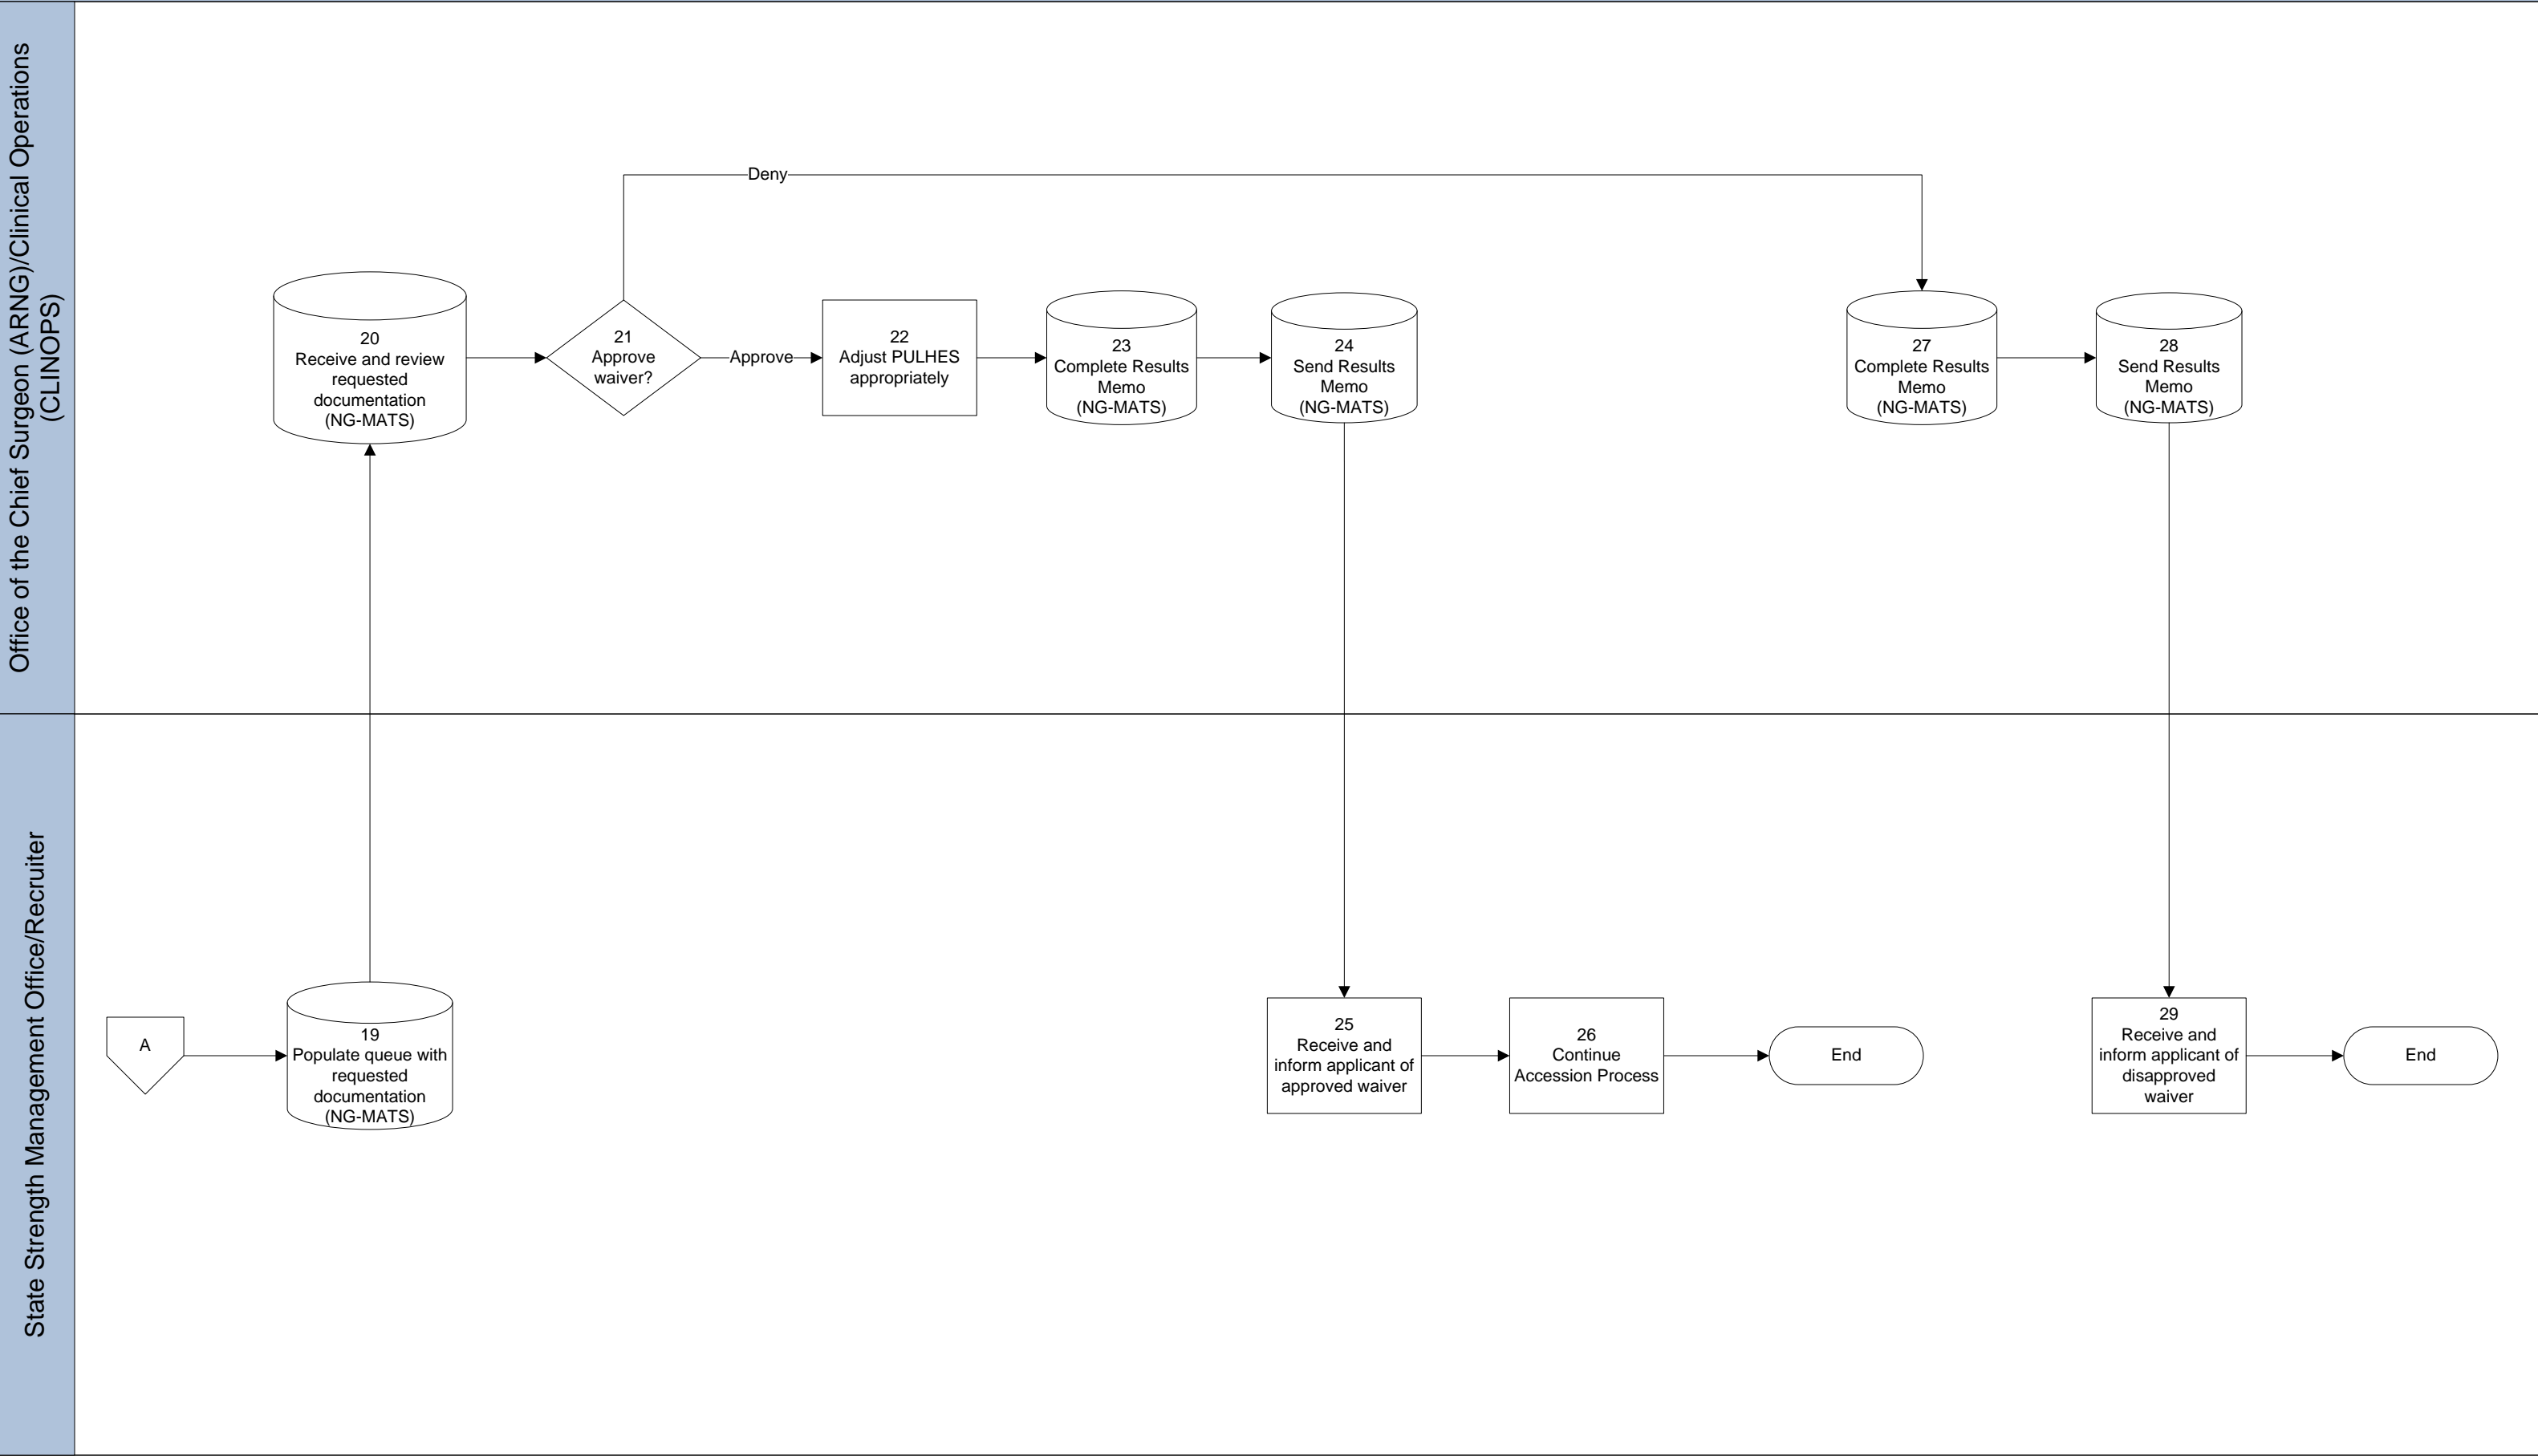 Office of the Chief Surgeon (ARNG)/Clinical Operations
(CLINOPS)
Deny
20
Receive and review
requested
documentation
(NG-MATS)
21
Approve
waiver?
Approve
22
Adjust PULHES
appropriately
23
Complete Results
Memo
(NG-MATS)
24
Send Results
Memo
(NG-MATS)
27
Complete Results
Memo
(NG-MATS)
28
Send Results
Memo
(NG-MATS)
State Strength Management Office/Recruiter
A
19
Populate queue with
requested
documentation
(NG-MATS)
25
Receive and
inform applicant of
approved waiver
26
Continue
Accession Process
End
29
Receive and
inform applicant of
disapproved
waiver
End